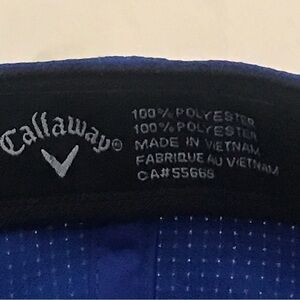 Callaway®
100% POLYESTER
100% POLYESTER
MADE IN VIETNAM
FABRIQUE AU VIETNAM
CA#55669